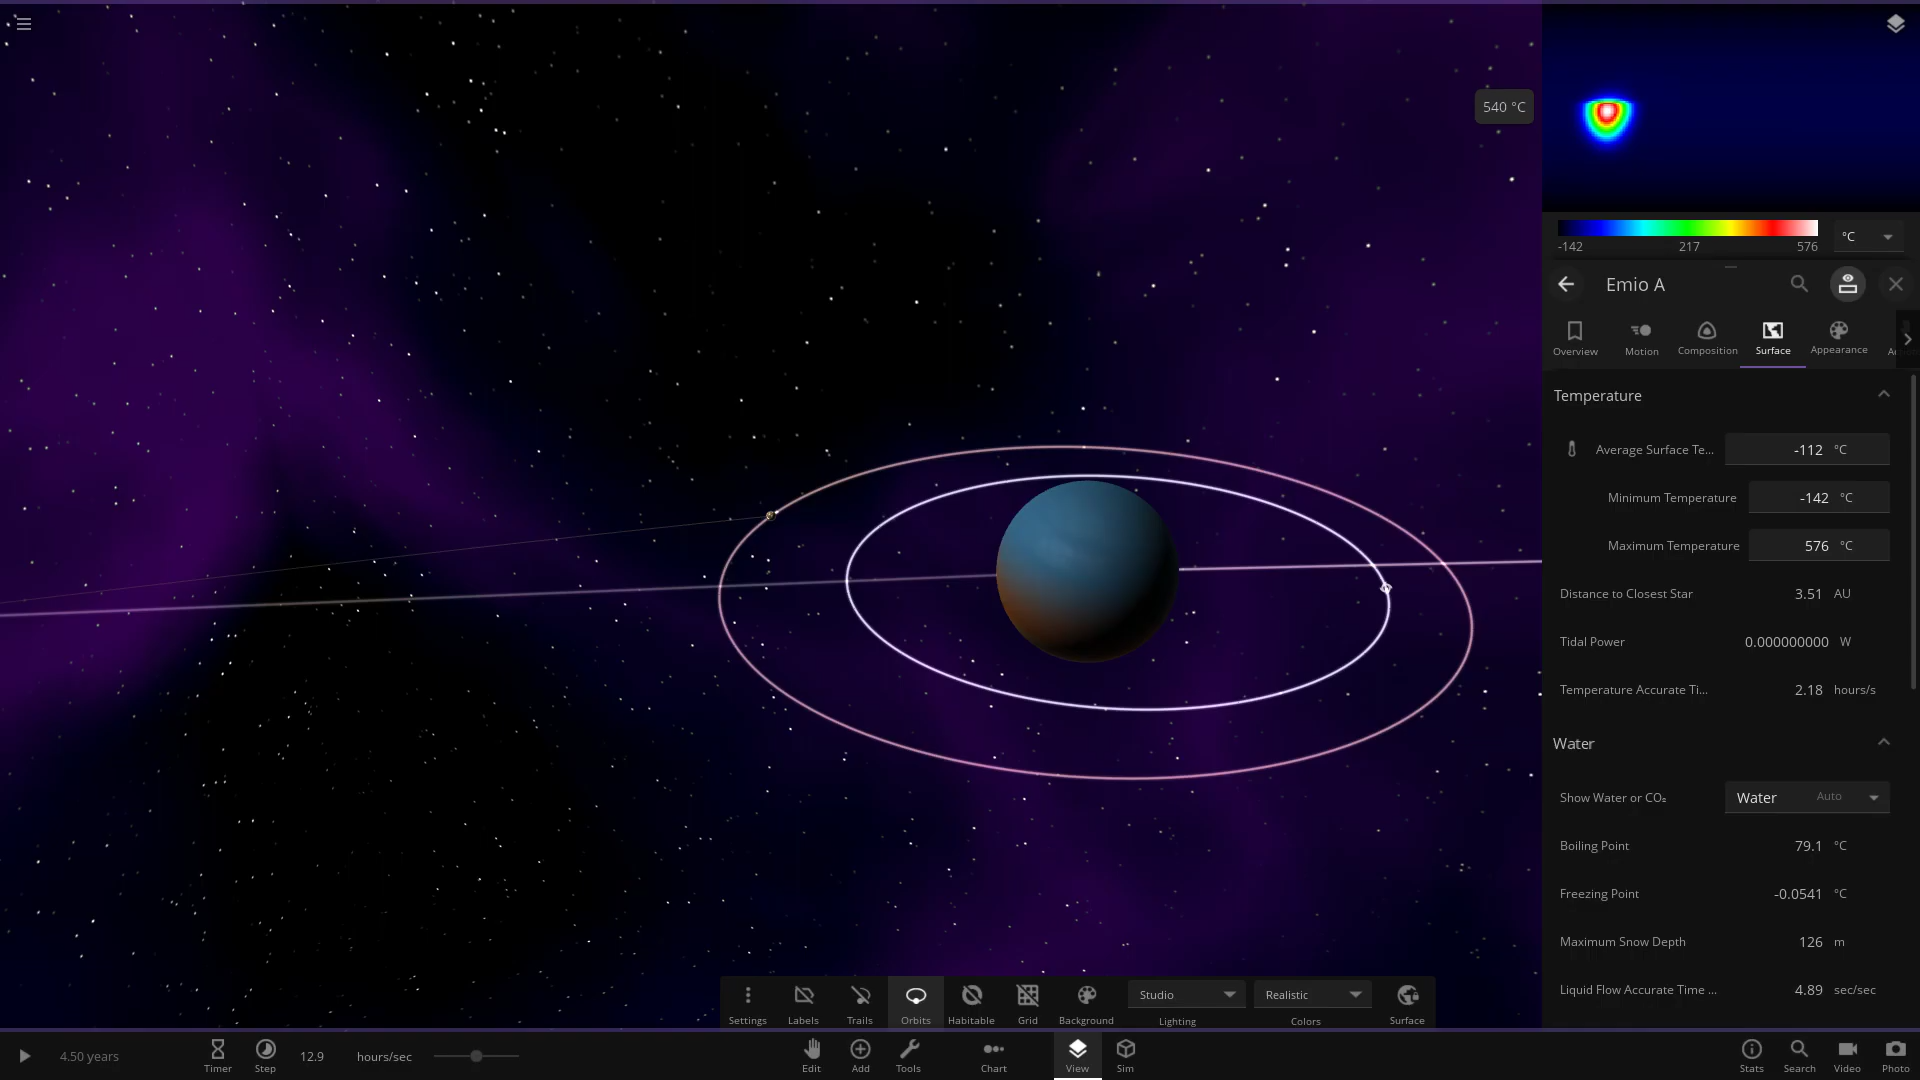 540 °C
-142 217 576 °C
Emio A
Overview Motion Composition Surface Appearance
Temperature
Average Surface Te... -112 °C
Minimum Temperature -142 °C
Maximum Temperature 576 °C
Distance to Closest Star 3.51 AU
Tidal Power 0.000000000 W
Temperature Accurate Ti... 2.18 hours/s
Water
Show Water or CO₂ Water Auto
Boiling Point 79.1 °C
Freezing Point -0.0541 °C
Maximum Snow Depth 126 m
Liquid Flow Accurate Time ... 4.89 sec/sec
Studio Realistic
Settings Labels Trails Orbits Habitable Grid Background Lighting Colors Surface
4.50 years 12.9 hours/sec
Timer Step Edit Add Tools Chart View Sim Stats Search Video Photo